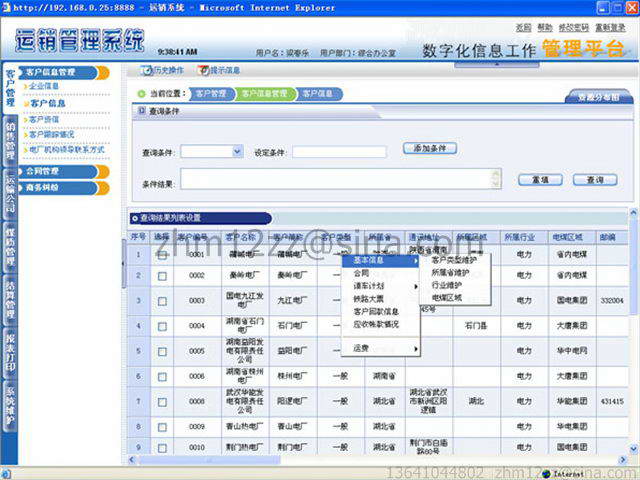 http://192.168.0.25:8888 - 运销系统 - Microsoft Internet Explorer
返回 帮助 修改密码 重新登录
运销管理系统
9:38:41 AM
用户名：梁春乐 用户部门：综合办公室
数字化信息工作 管理平台
客户管理
销售管理
运输公司
煤质管理
结算管理
报表打印
系统维护
客户信息管理
企业信息
客户信息
客户资信
客户跟踪情况
电厂机构领导联系方式
合同管理
商务纠纷
历史操作 提示信息
当前位置： 客户管理 客户信息管理 客户信息
资源分布图
查询条件
查询条件： 设定条件： 添加条件
条件结果： 重填 查询
查询结果列表设置
序号 选择 客户编号 客户名称 客户简称 客户类型 所属省 通讯地址 所属区域 所属行业 电煤区域 邮编
1 0001 蒲城电厂 蒲城电厂 陕西省渭南 电力 省内电煤
2 0002 秦岭电厂 秦岭电厂 电力 省内电煤
3 0003 国电九江发电厂 九江电厂 45号 电力 国电集团 332004
4 0004 湖南省石门电厂 石门电厂 石门县 电力 大唐集团
5 0005 湖南益阳发电有限责任公司 益阳电厂 电力 华中电网
6 0006 湖南省株州电厂 株州电厂 一般 湖南省 电力 大唐集团
7 0008 武汉华能发电有限责任公司 阳逻电厂 一般 湖北省 湖北省武汉市新洲区阳逻镇 湖北 电力 华能集团 431415
8 0009 青山热电厂 青山热电厂 一般 湖北省 电力 国电集团
9 0010 荆门热电厂 荆门电厂 一般 湖北省 荆门市白庙路80号 电力 国电集团
基本信息
合同
请车计划
铁路大票
客户回款信息
应收帐款情况
运费
客户类型维护
所属省维护
行业维护
电煤区域
zhm1222@sina.com
Internet
13641044802 zhm1222@sina.com